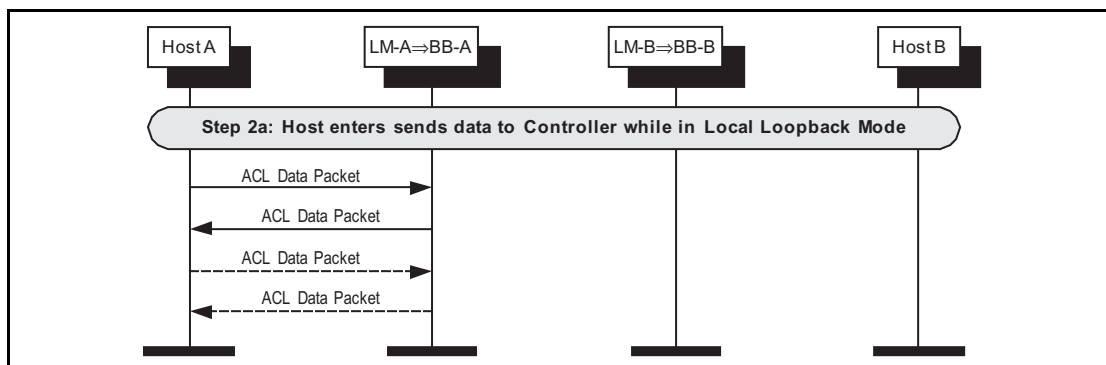 Host A
LM-A⇒BB-A
LM-B⇒BB-B
Host B
Step 2a: Host enters sends data to Controller while in Local Loopback Mode
ACL Data Packet
ACL Data Packet
ACL Data Packet
ACL Data Packet